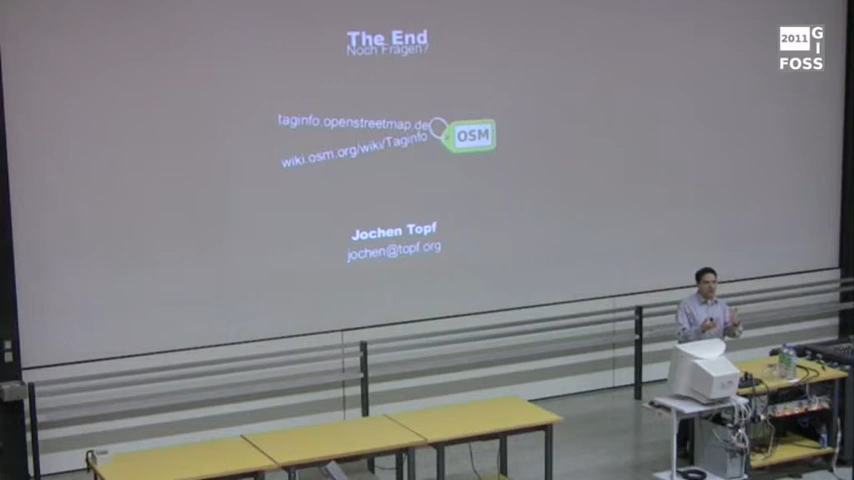 The End
Noch Fragen?
taginfo.openstreetmap.de
wiki.osm.org/wiki/Taginfo
OSM
Jochen Topf
jochen@topf.org
2011
GI
FOSS